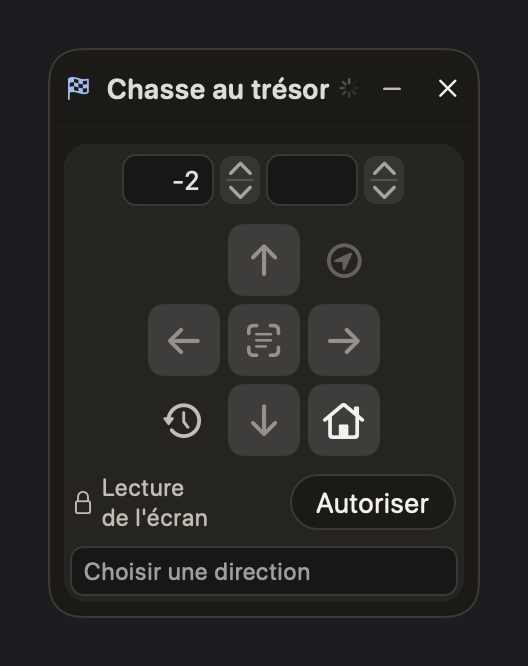 Chasse au trésor
-2
Lecture
de l'écran
Autoriser
Choisir une direction